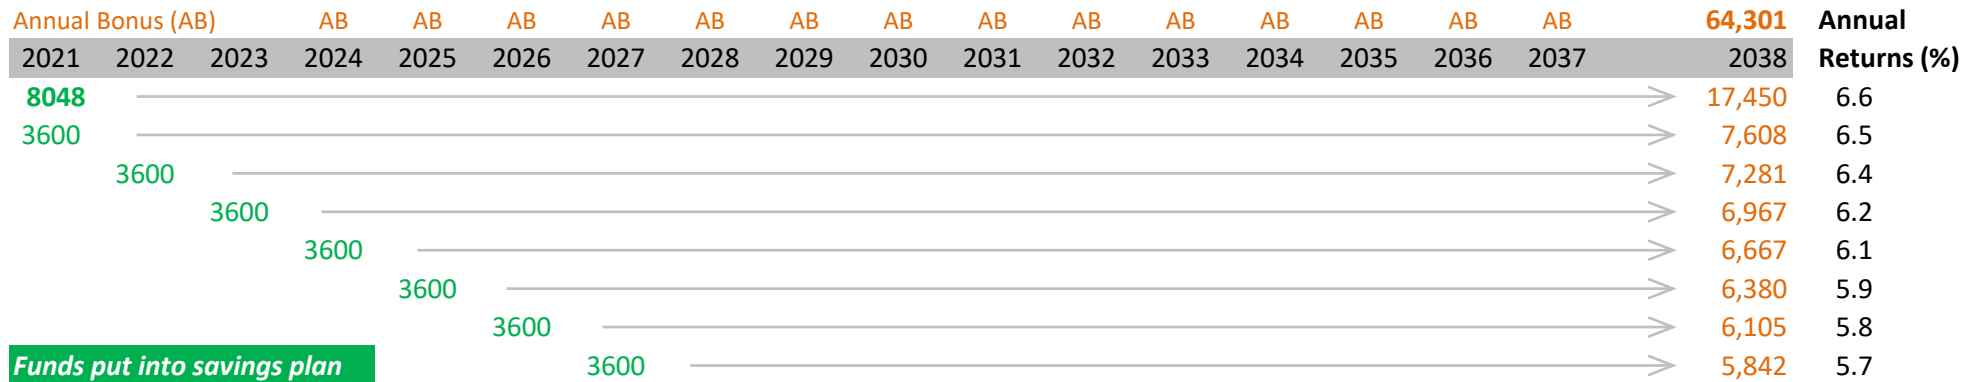 Annual Bonus (AB) AB AB AB AB AB AB AB AB AB AB AB AB AB AB 64,301 Annual
2021 2022 2023 2024 2025 2026 2027 2028 2029 2030 2031 2032 2033 2034 2035 2036 2037 2038 Returns (%)
8048 17,450 6.6
3600 7,608 6.5
3600 7,281 6.4
3600 6,967 6.2
3600 6,667 6.1
3600 6,380 5.9
3600 6,105 5.8
Funds put into savings plan 3600 5,842 5.7